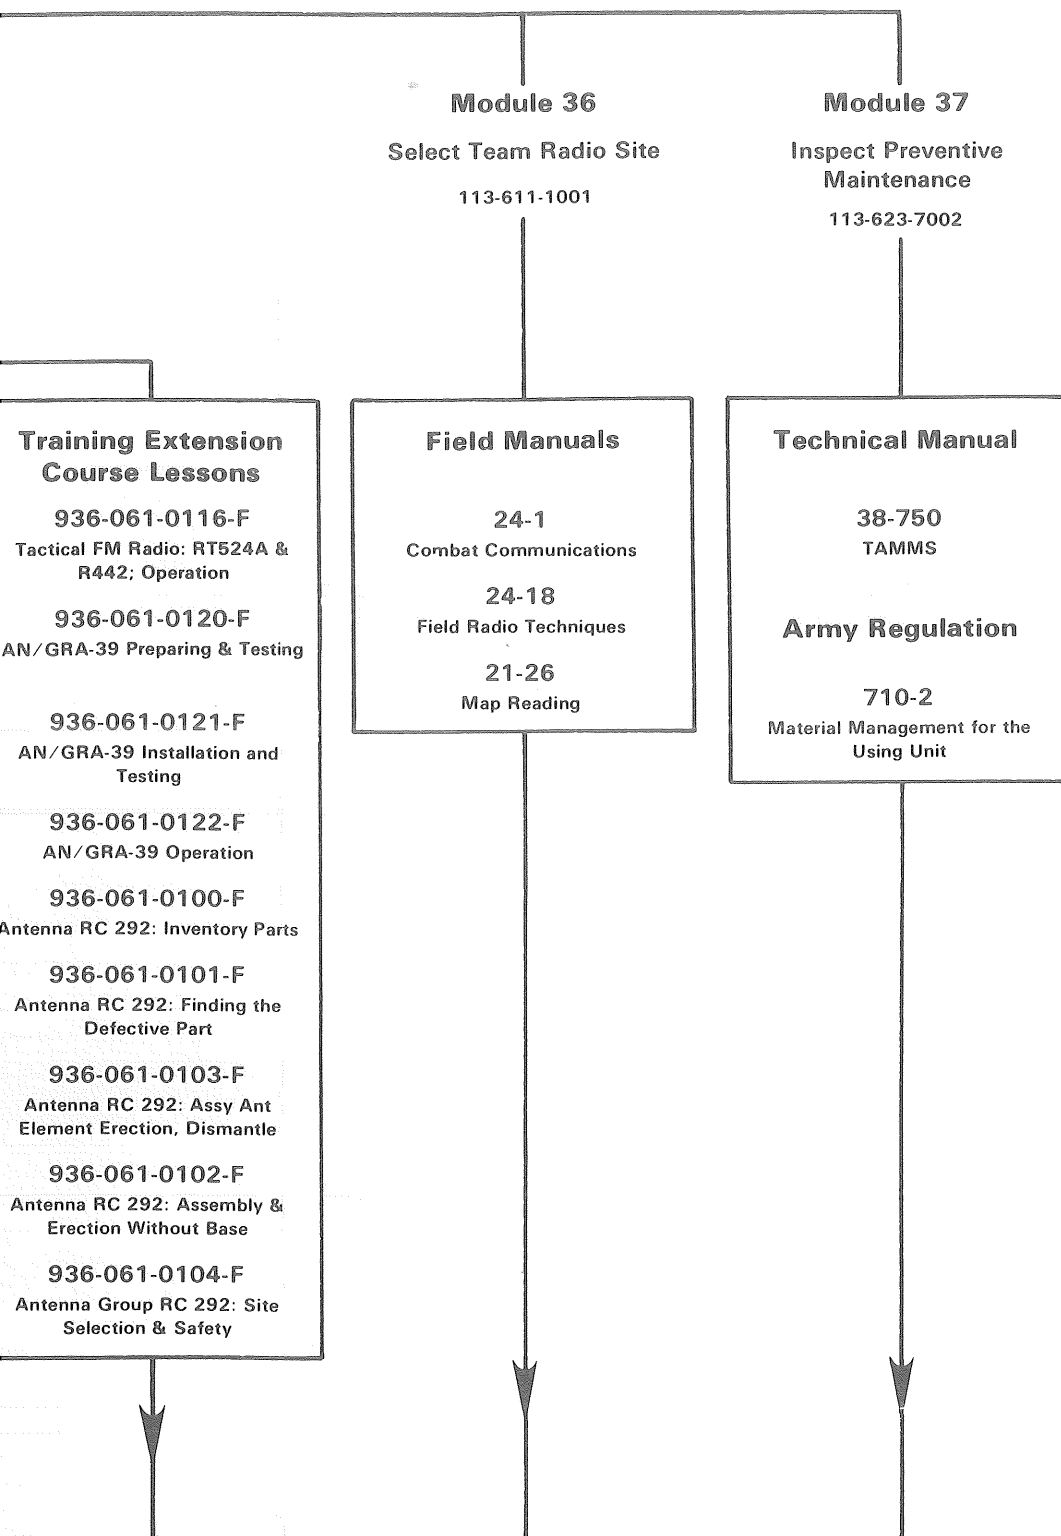 Module 36
Select Team Radio Site
113-611-1001
Module 37
Inspect Preventive
Maintenance
113-623-7002
Training Extension
Course Lessons
936-061-0116-F
Tactical FM Radio: RT524A &
R442; Operation
936-061-0120-F
AN/GRA-39 Preparing & Testing
936-061-0121-F
AN/GRA-39 Installation and
Testing
936-061-0122-F
AN/GRA-39 Operation
936-061-0100-F
Antenna RC 292: Inventory Parts
936-061-0101-F
Antenna RC 292: Finding the
Defective Part
936-061-0103-F
Antenna RC 292: Assy Ant
Element Erection, Dismantle
936-061-0102-F
Antenna RC 292: Assembly &
Erection Without Base
936-061-0104-F
Antenna Group RC 292: Site
Selection & Safety
Field Manuals
24-1
Combat Communications
24-18
Field Radio Techniques
21-26
Map Reading
Technical Manual
38-750
TAMMS
Army Regulation
710-2
Material Management for the
Using Unit